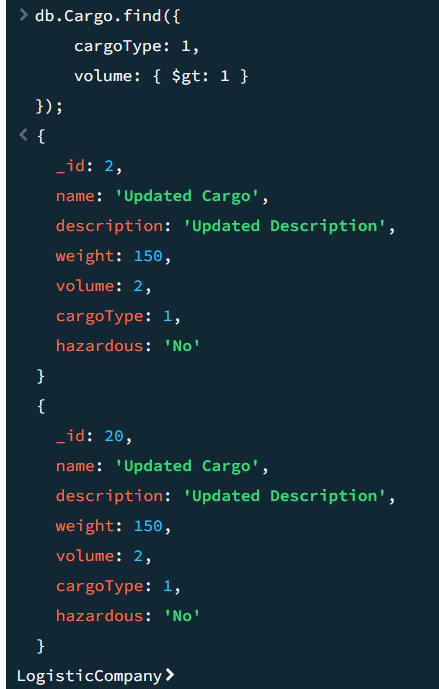 > db.Cargo.find({
    cargoType: 1,
    volume: { $gt: 1 }
});
< {
  _id: 2,
  name: 'Updated Cargo',
  description: 'Updated Description',
  weight: 150,
  volume: 2,
  cargoType: 1,
  hazardous: 'No'
}
{
  _id: 20,
  name: 'Updated Cargo',
  description: 'Updated Description',
  weight: 150,
  volume: 2,
  cargoType: 1,
  hazardous: 'No'
}
LogisticCompany>